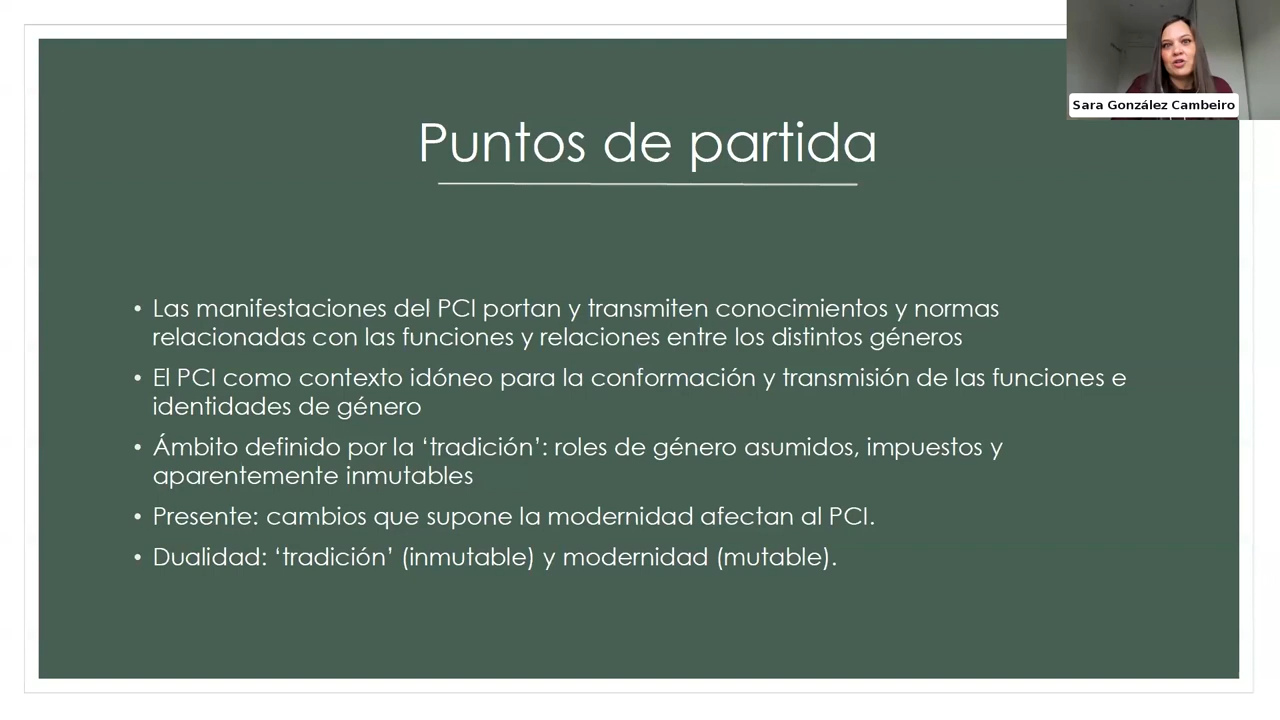 Sara González Cambeiro
Puntos de partida
• Las manifestaciones del PCI portan y transmiten conocimientos y normas
relacionadas con las funciones y relaciones entre los distintos géneros
• El PCI como contexto idóneo para la conformación y transmisión de las funciones e
identidades de género
• Ámbito definido por la ‘tradición’: roles de género asumidos, impuestos y
aparentemente inmutables
• Presente: cambios que supone la modernidad afectan al PCI.
• Dualidad: ‘tradición’ (inmutable) y modernidad (mutable).